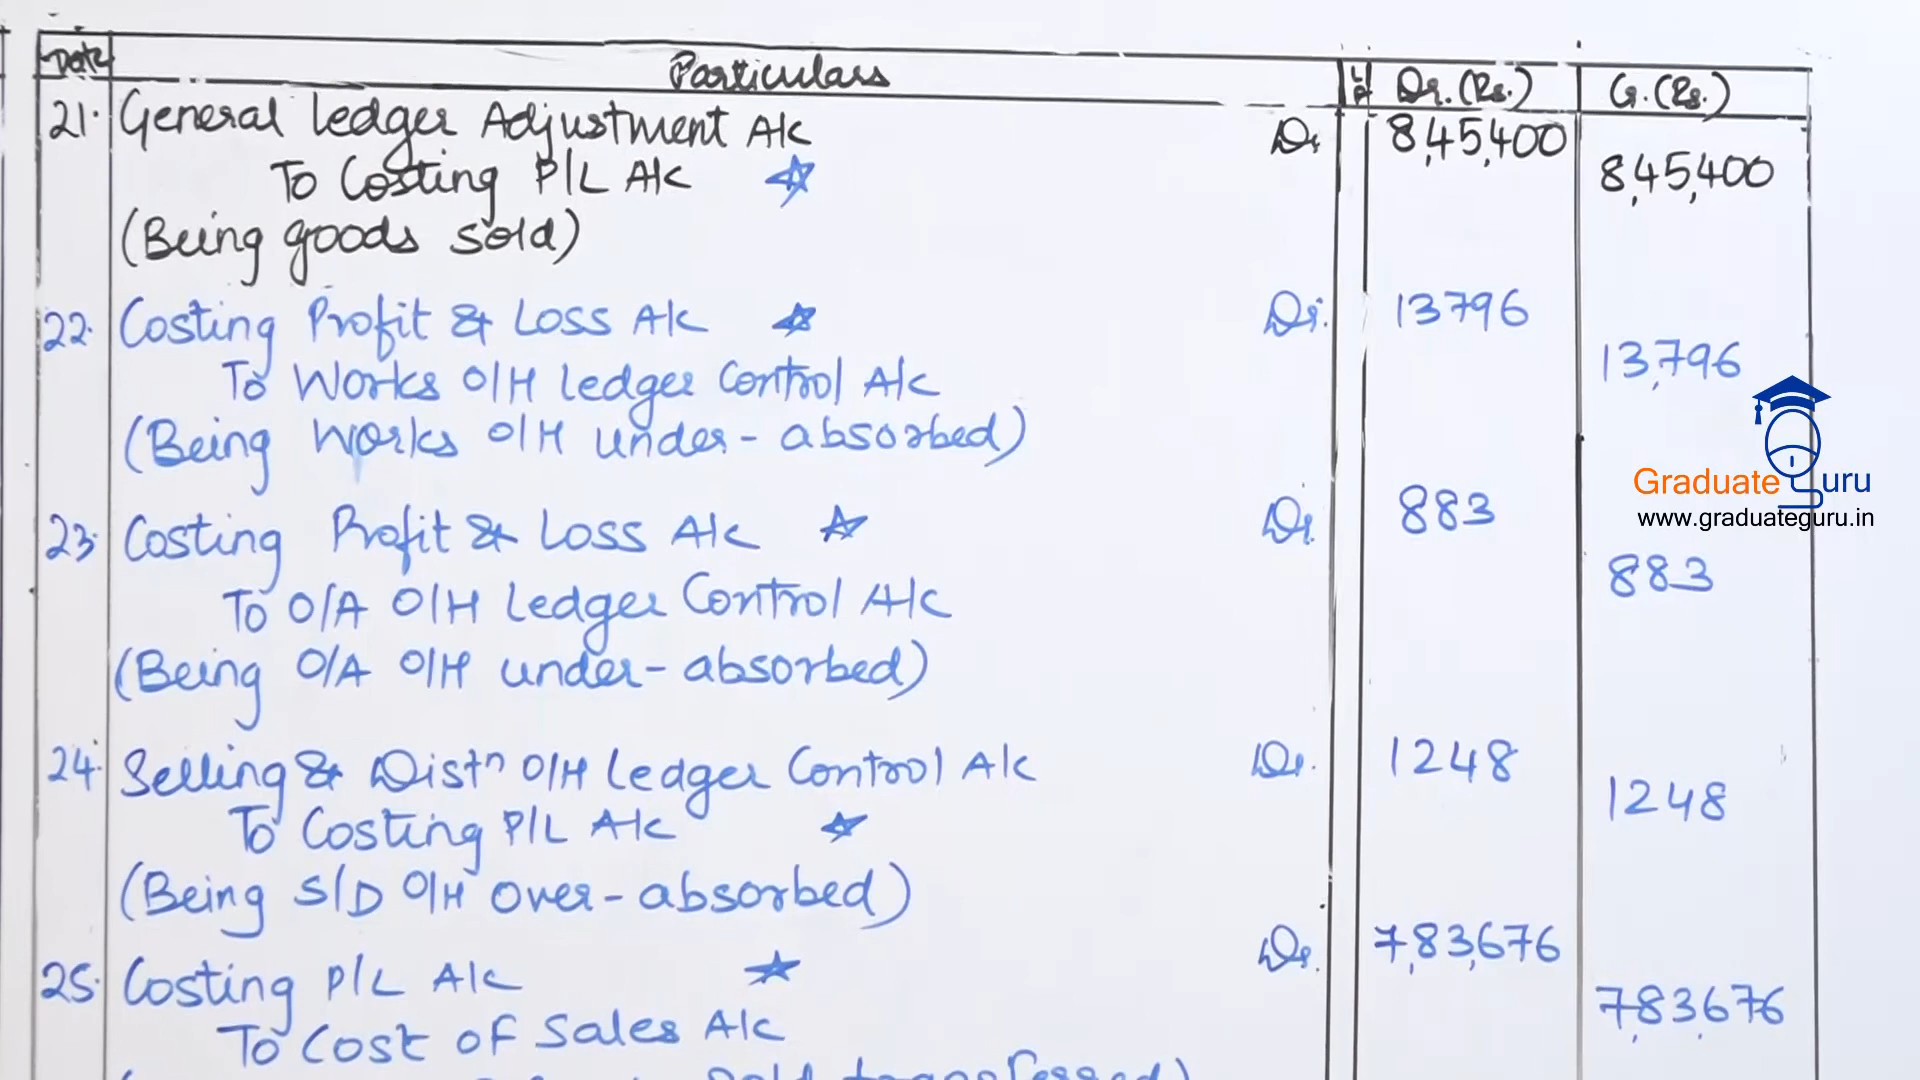 Date Particulars L.F Dr.(Rs.) Cr.(Rs.)
21. General Ledger Adjustment A/c Dr 8,45,400
To Costing P/L A/c 8,45,400
(Being goods sold)
22. Costing Profit & Loss A/c Dr. 13796
To Works O/H Ledger Control A/c 13,796
(Being Works O/H under-absorbed)
23. Costing Profit & Loss A/c Dr. 883
To O/A O/H Ledger Control A/c 883
(Being O/A O/H under-absorbed)
24. Selling & Distn O/H Ledger Control A/c Dr. 1248
To Costing P/L A/c 1248
(Being S/D O/H over-absorbed)
25. Costing P/L A/c Dr. 7,83,676
To Cost of Sales A/c 7,83,676
sold transferred)
Graduate Guru
www.graduateguru.in